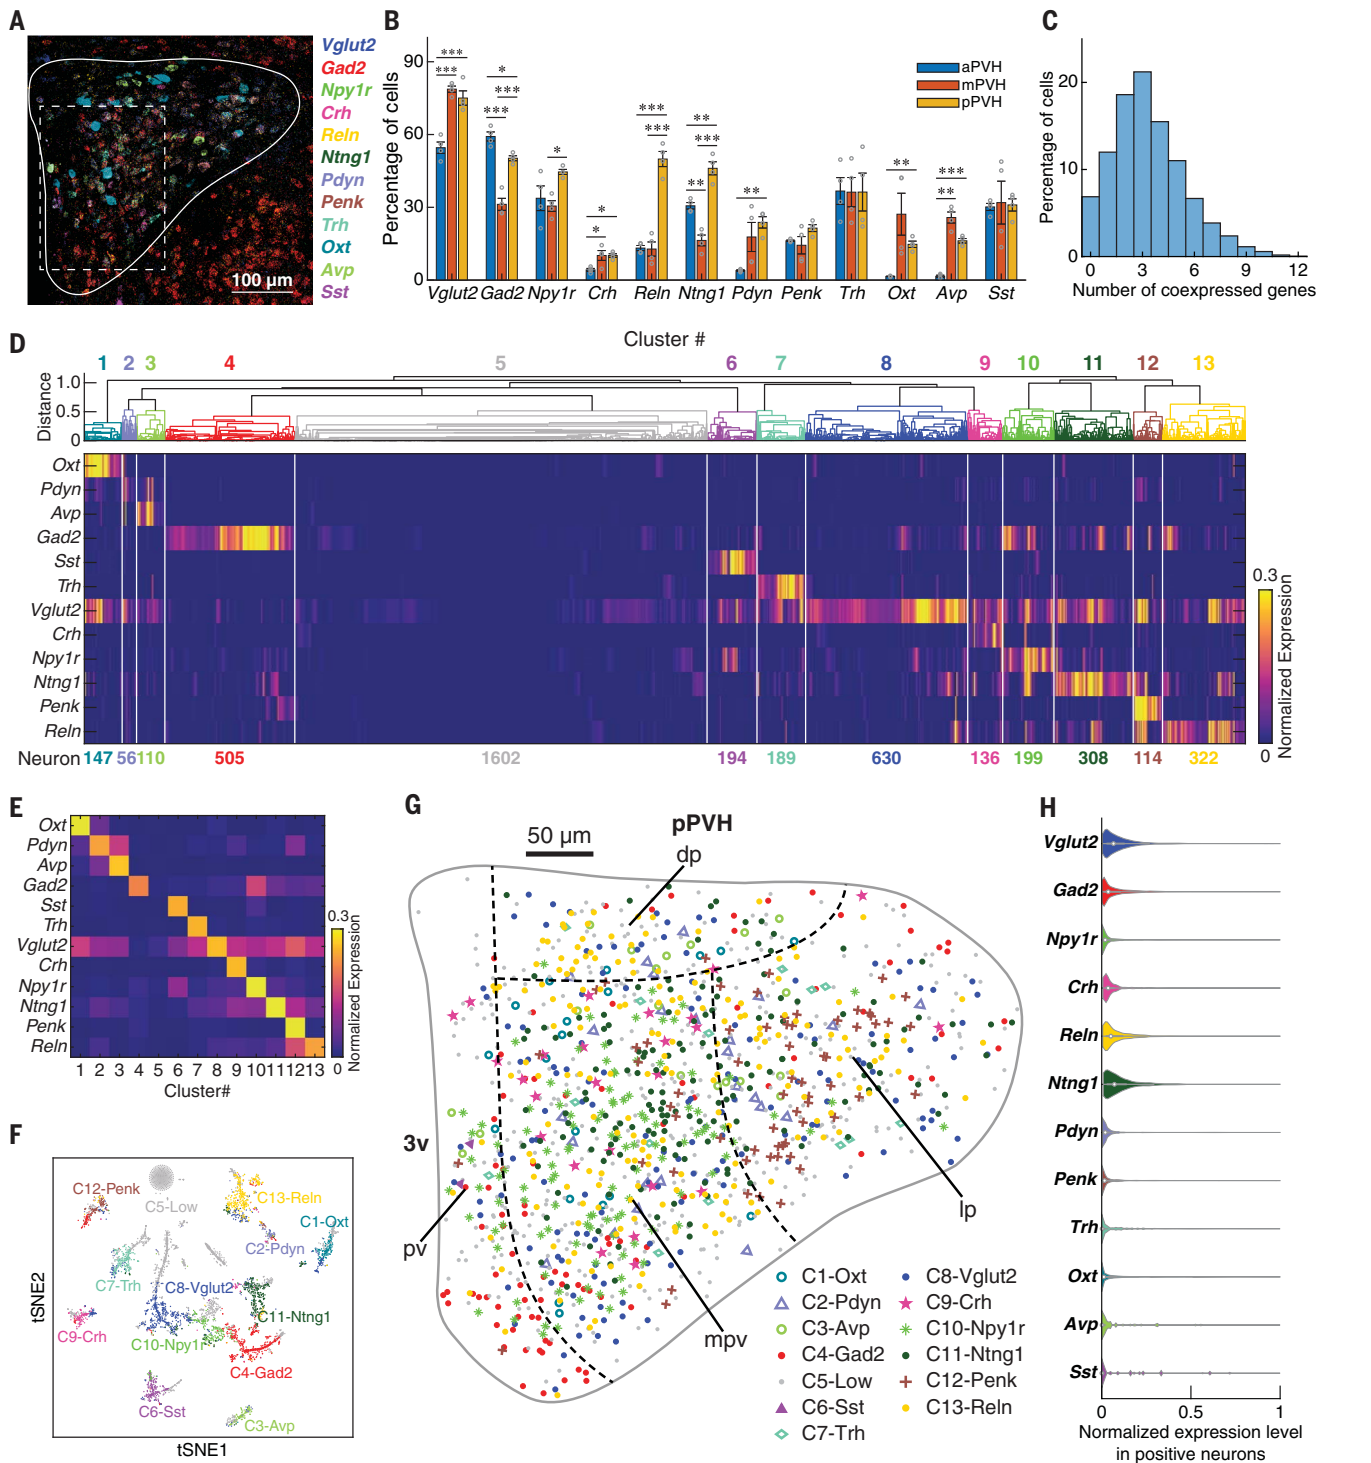 A
Vglut2
Gad2
Npy1r
Crh
Reln
Ntng1
Pdyn
Penk
Trh
Oxt
Avp
Sst
100 µm
B
Percentage of cells
90
60
30
0
*** *** * *** *** * * * *** *** ** *** ** ** ** *** **
aPVH
mPVH
pPVH
Vglut2 Gad2 Npy1r Crh Reln Ntng1 Pdyn Penk Trh Oxt Avp Sst
C
Percentage of cells
20
10
0
0 3 6 9 12
Number of coexpressed genes
D
Cluster #
1 2 3 4 5 6 7 8 9 10 11 12 13
Distance
1.0
0.5
0
Oxt
Pdyn
Avp
Gad2
Sst
Trh
Vglut2
Crh
Npy1r
Ntng1
Penk
Reln
Neuron 147 56 110 505 1602 194 189 630 136 199 308 114 322
0.3
0
Normalized Expression
E
Oxt
Pdyn
Avp
Gad2
Sst
Trh
Vglut2
Crh
Npy1r
Ntng1
Penk
Reln
1 2 3 4 5 6 7 8 9 10 11 12 13
Cluster#
0.3
0
Normalized Expression
F
C12-Penk
C5-Low
C13-Reln
C1-Oxt
C2-Pdyn
C7-Trh
C8-Vglut2
C11-Ntng1
C9-Crh
C10-Npy1r
C4-Gad2
C6-Sst
C3-Avp
tSNE2
tSNE1
G
50 µm
pPVH
dp
3v
pv
lp
mpv
C1-Oxt
C2-Pdyn
C3-Avp
C4-Gad2
C5-Low
C6-Sst
C7-Trh
C8-Vglut2
C9-Crh
C10-Npy1r
C11-Ntng1
C12-Penk
C13-Reln
H
Vglut2
Gad2
Npy1r
Crh
Reln
Ntng1
Pdyn
Penk
Trh
Oxt
Avp
Sst
0 0.5 1
Normalized expression level
in positive neurons